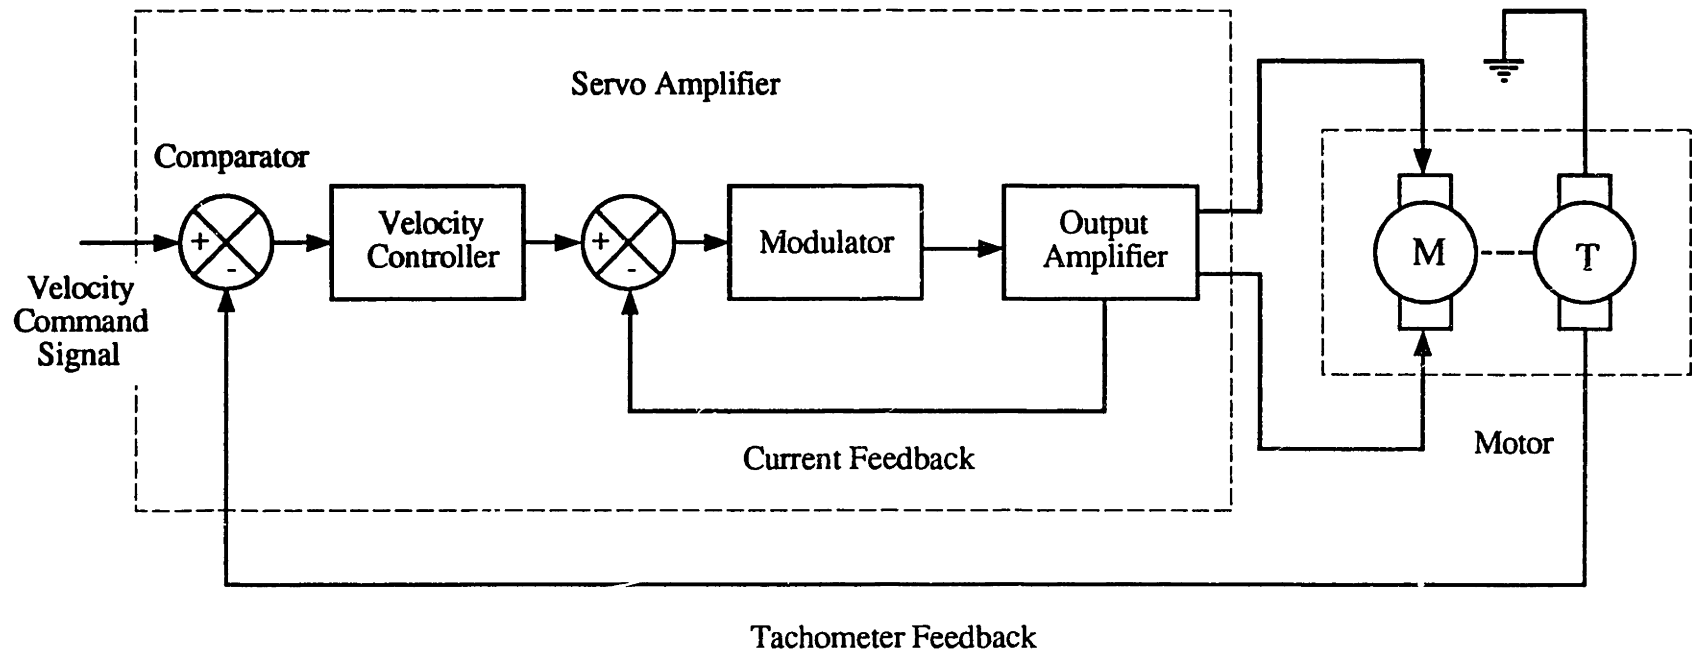 Servo Amplifier
Comparator
+
-
Velocity
Controller
+
-
Modulator
Output
Amplifier
M
T
Velocity
Command
Signal
Current Feedback
Motor
Tachometer Feedback